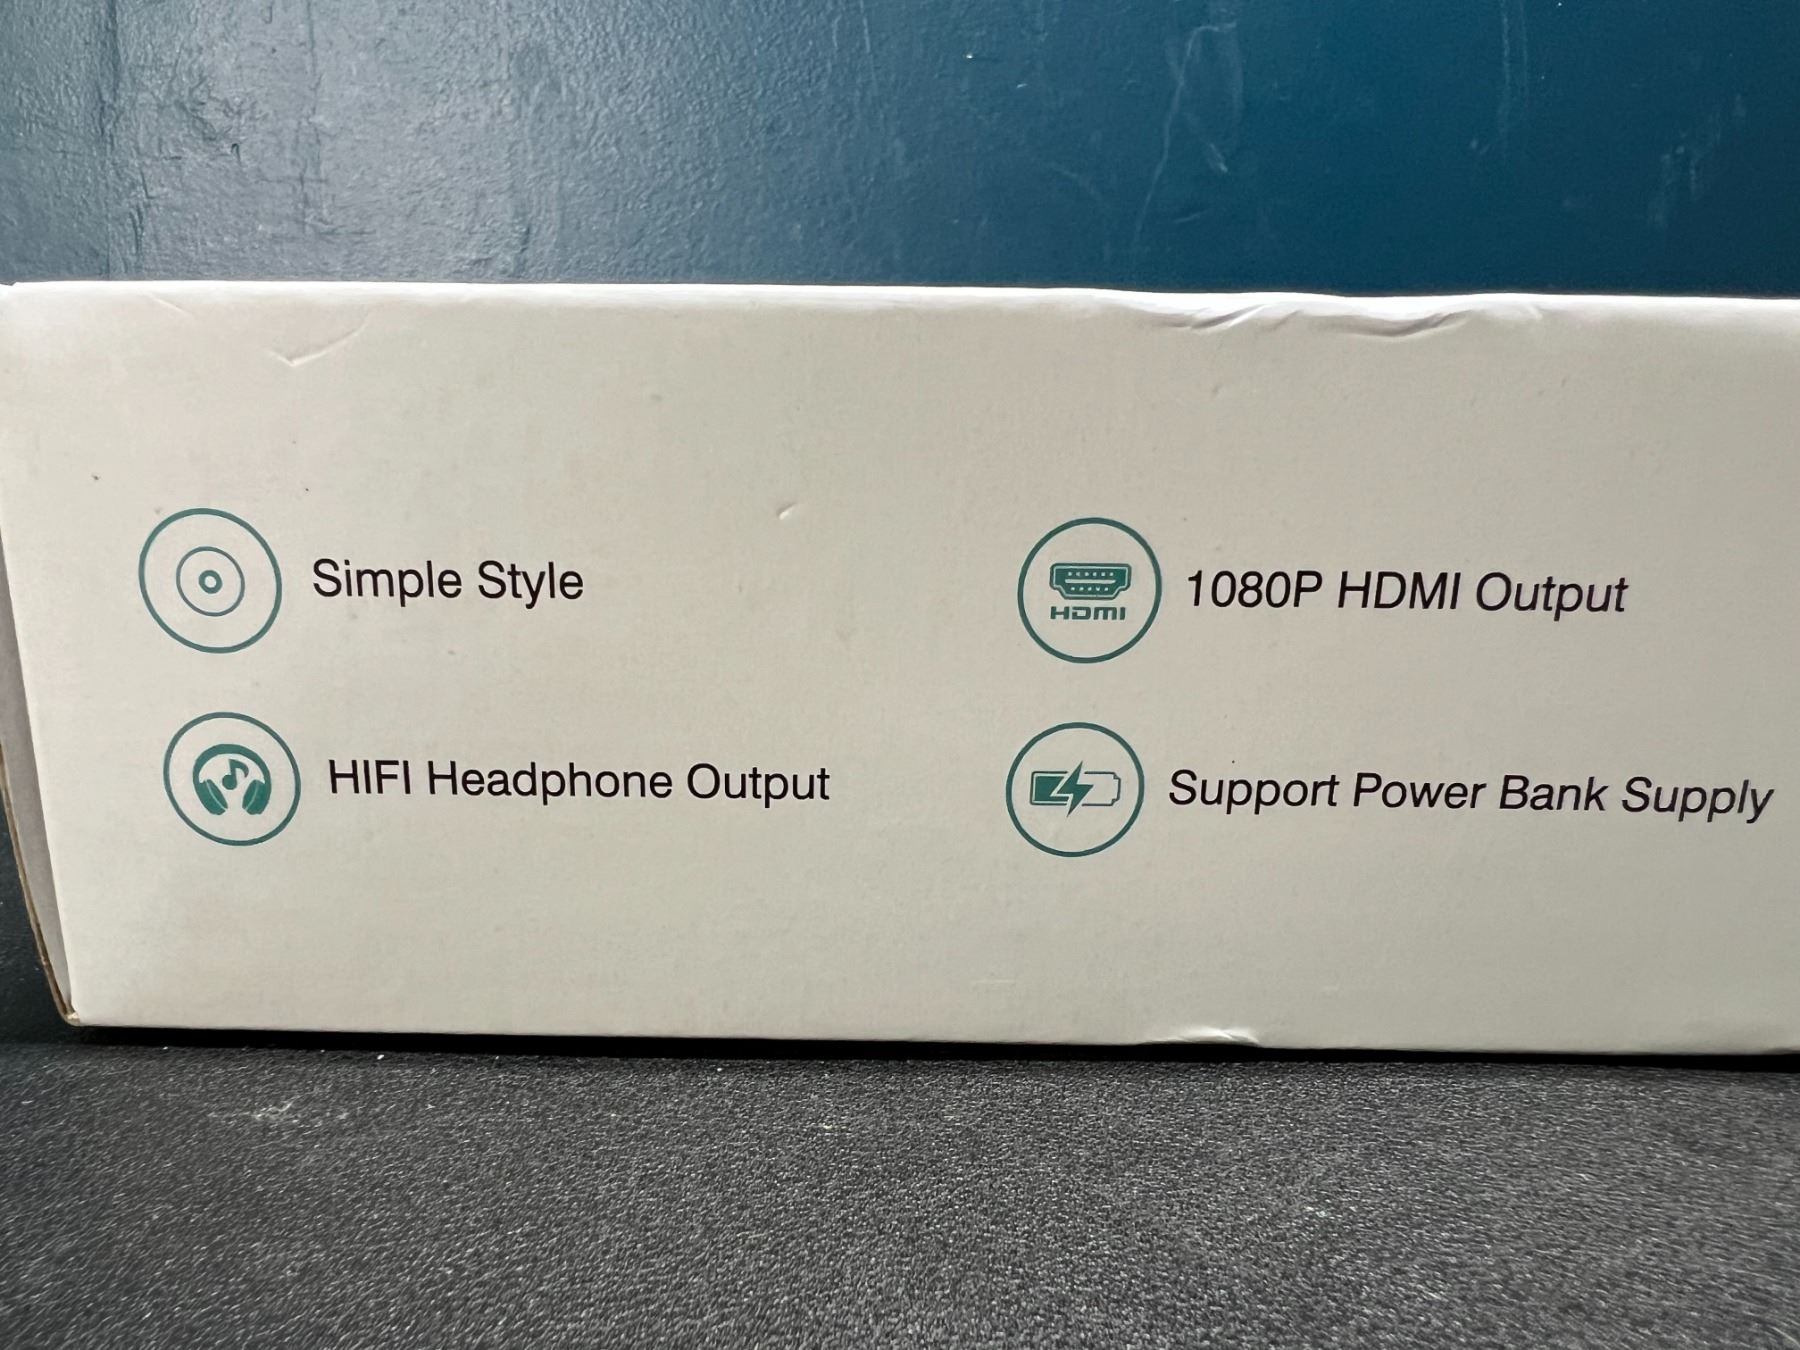 Simple Style
1080P HDMI Output
HDMI
HIFI Headphone Output
Support Power Bank Supply